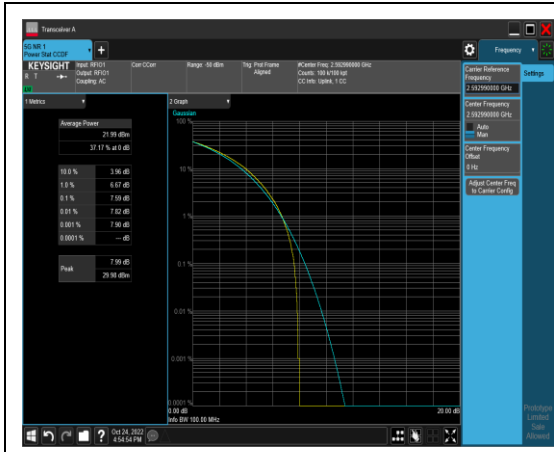 Transceiver A
5G NR 1
Power Stat CCDF
Frequency
KEYSIGHT
R T
Input: RFIO1
Output: RFIO1
Coupling: AC
Corr CCorr
Range: -50 dBm
Trig: Prot Frame
Aligned
#Center Freq: 2.592990000 GHz
Counts: 100 k/100 kpt
CC Info: Uplink, 1 CC
Carrier Reference
Frequency
2.592990000 GHz
Settings
Center Frequency
2.592990000 GHz
Auto
Man
Center Frequency
Offset
0 Hz
Adjust Center Freq
to Carrier Config
1 Metrics
Average Power
21.99 dBm
37.17 % at 0 dB
10.0 % 3.96 dB
1.0 % 6.67 dB
0.1 % 7.59 dB
0.01 % 7.82 dB
0.001 % 7.90 dB
0.0001 % --- dB
Peak 7.99 dB
29.98 dBm
2 Graph
Gaussian
100 %
10 %
1 %
0.1 %
0.01 %
0.001 %
0.0001 %
0.00 dB 20.00 dB
Info BW 100.00 MHz
Oct 24, 2022
4:54:54 PM
Prototype
Limited
Sale
Allowed